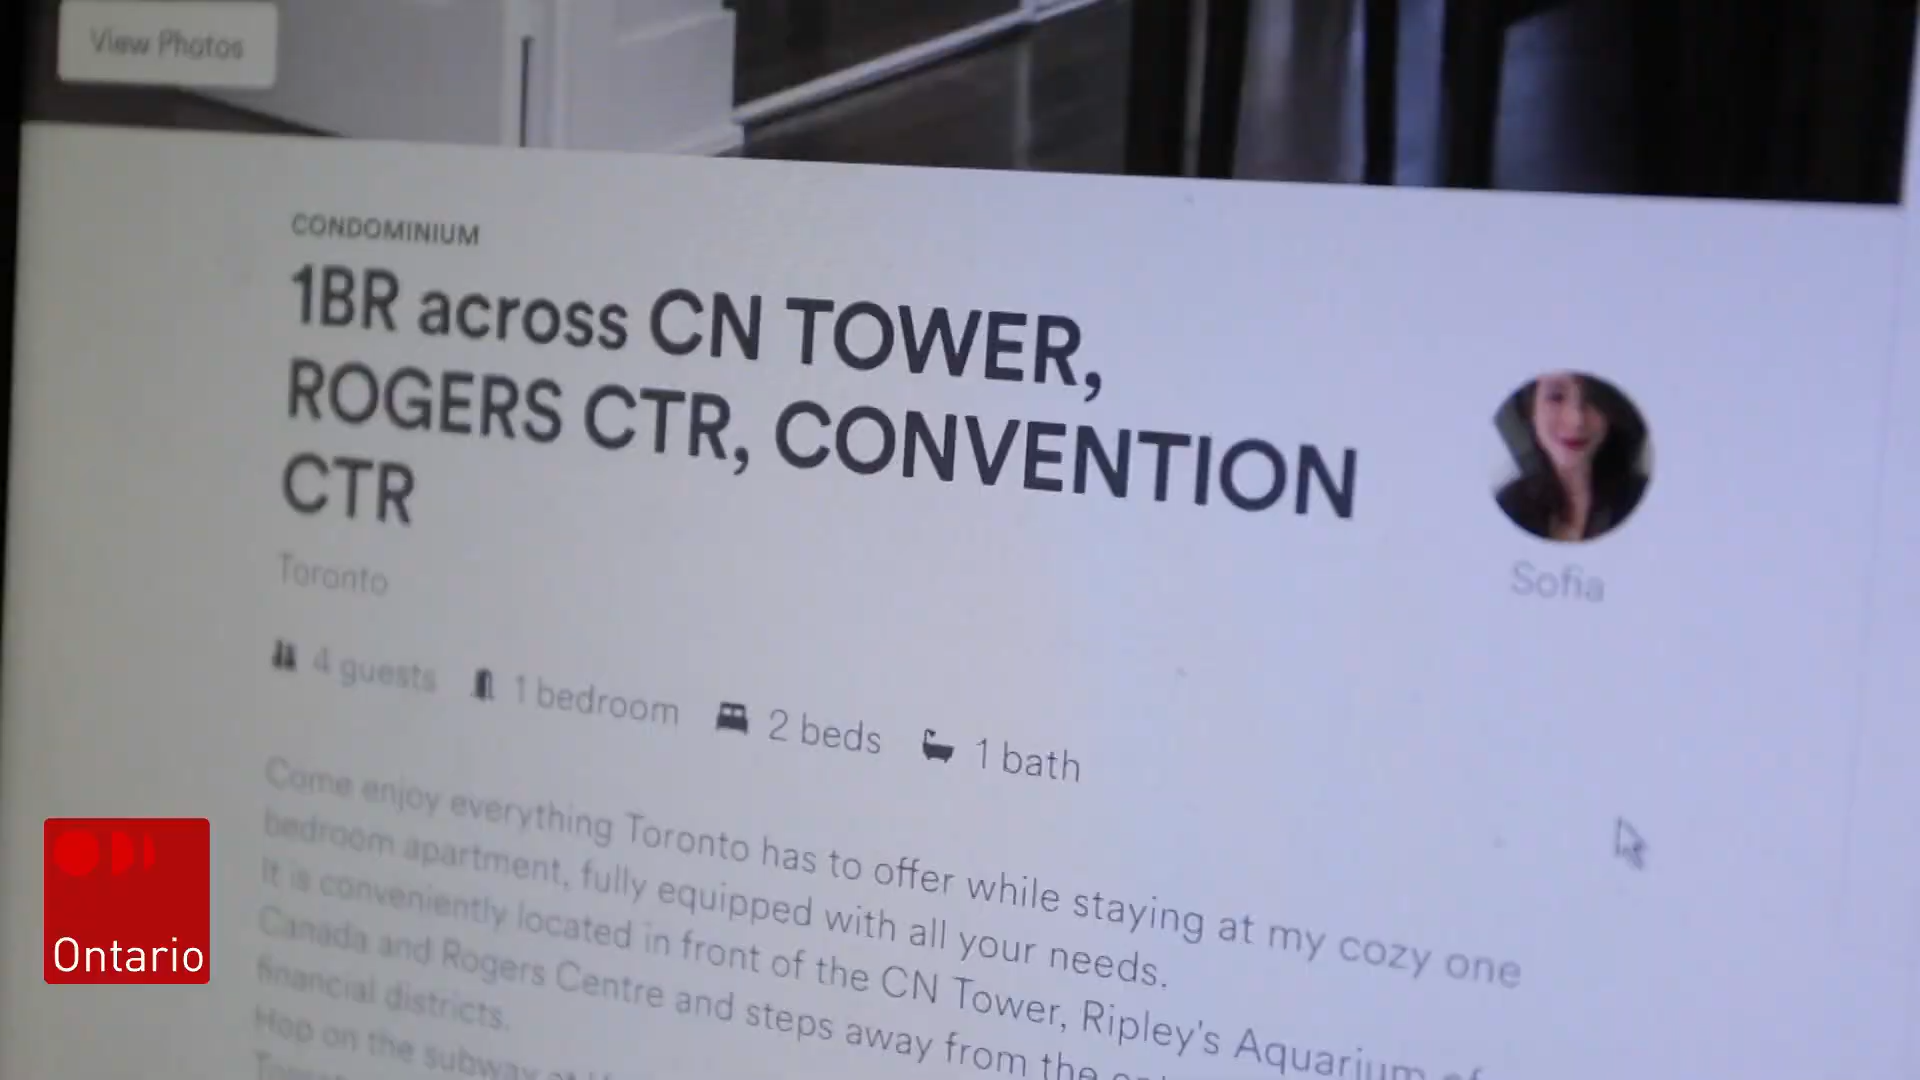 View Photos
CONDOMINIUM
1BR across CN TOWER,
ROGERS CTR, CONVENTION
CTR
Toronto
Sofia
4 guests 1 bedroom 2 beds 1 bath
Come enjoy everything Toronto has to offer while staying at my cozy one
bedroom apartment, fully equipped with all your needs.
It is conveniently located in front of the CN Tower, Ripley's Aquarium of
Canada and Rogers Centre and steps away from the
financial districts.
Hop on the subway at
Ontario